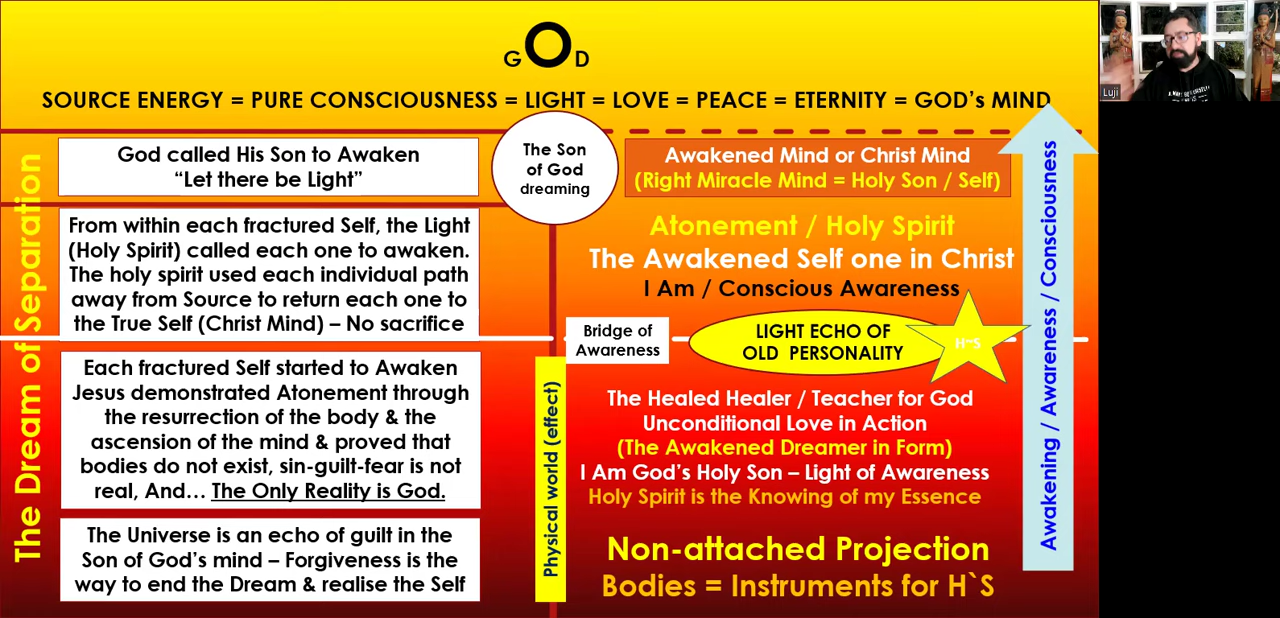 GOD
SOURCE ENERGY = PURE CONSCIOUSNESS = LIGHT = LOVE = PEACE = ETERNITY = GOD's MIND
The Dream of Separation
God called His Son to Awaken
“Let there be Light”
From within each fractured Self, the Light
(Holy Spirit) called each one to awaken.
The holy spirit used each individual path
away from Source to return each one to
the True Self (Christ Mind) – No sacrifice
Each fractured Self started to Awaken
Jesus demonstrated Atonement through
the resurrection of the body & the
ascension of the mind & proved that
bodies do not exist, sin-guilt-fear is not
real, And… The Only Reality is God.
The Universe is an echo of guilt in the
Son of God’s mind – Forgiveness is the
way to end the Dream & realise the Self
The Son
of God
dreaming
Physical world (effect)
Awakened Mind or Christ Mind
(Right Miracle Mind = Holy Son / Self)
Atonement / Holy Spirit
The Awakened Self one in Christ
I Am / Conscious Awareness
Bridge of
Awareness
LIGHT ECHO OF
OLD PERSONALITY
H~S
The Healed Healer / Teacher for God
Unconditional Love in Action
(The Awakened Dreamer in Form)
I Am God’s Holy Son – Light of Awareness
Holy Spirit is the Knowing of my Essence
Non-attached Projection
Bodies = Instruments for H`S
Awakening / Awareness / Consciousness
Luji